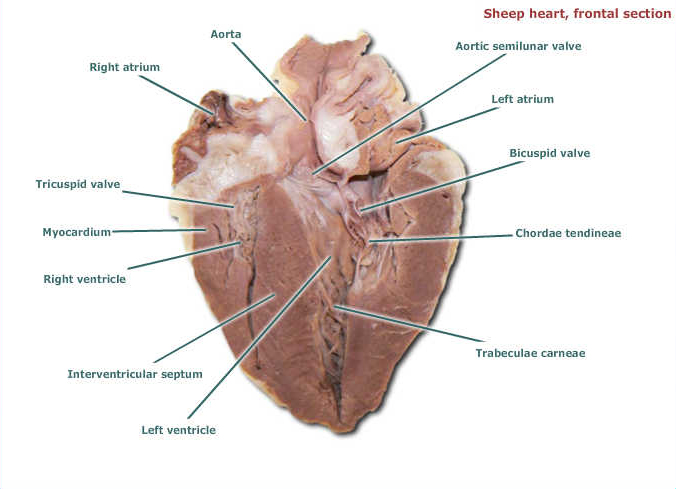 Sheep heart, frontal section
Aorta
Aortic semilunar valve
Right atrium
Left atrium
Bicuspid valve
Tricuspid valve
Myocardium
Chordae tendineae
Right ventricle
Trabeculae carneae
Interventricular septum
Left ventricle